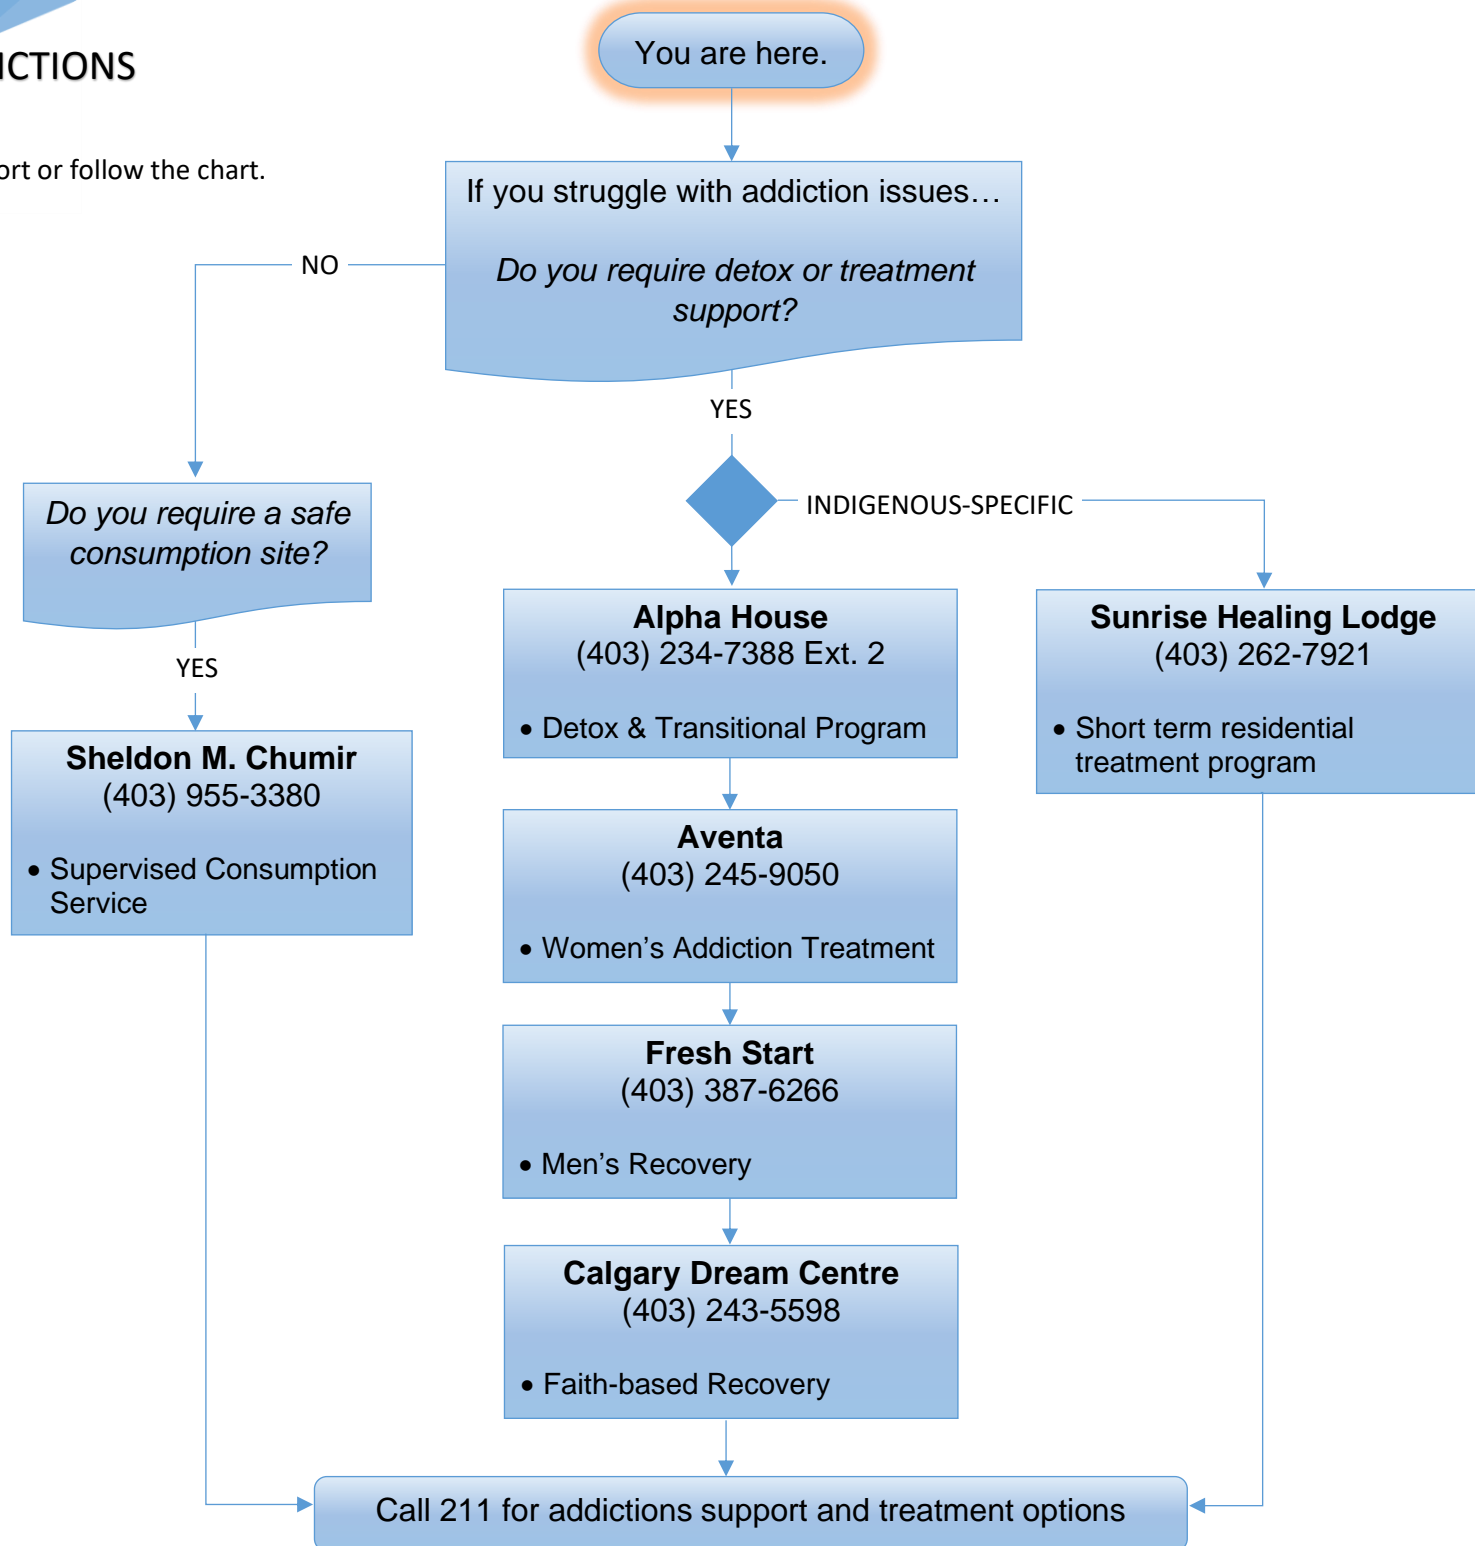 ICTIONS
ort or follow the chart.
You are here.
If you struggle with addiction issues…
Do you require detox or treatment
support?
NO
YES
Do you require a safe
consumption site?
YES
INDIGENOUS-SPECIFIC
Sheldon M. Chumir
(403) 955-3380
• Supervised Consumption
Service
Alpha House
(403) 234-7388 Ext. 2
• Detox & Transitional Program
Aventa
(403) 245-9050
• Women’s Addiction Treatment
Fresh Start
(403) 387-6266
• Men’s Recovery
Calgary Dream Centre
(403) 243-5598
• Faith-based Recovery
Sunrise Healing Lodge
(403) 262-7921
• Short term residential
treatment program
Call 211 for addictions support and treatment options